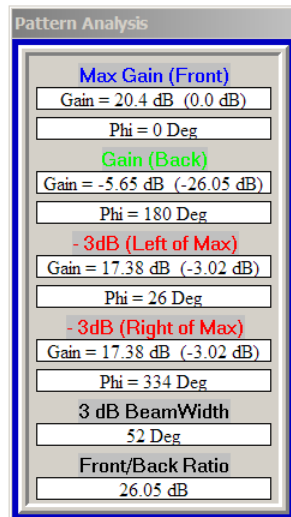 Pattern Analysis
Max Gain (Front)
Gain = 20.4 dB (0.0 dB)
Phi = 0 Deg
Gain (Back)
Gain = -5.65 dB (-26.05 dB)
Phi = 180 Deg
- 3dB (Left of Max)
Gain = 17.38 dB (-3.02 dB)
Phi = 26 Deg
- 3dB (Right of Max)
Gain = 17.38 dB (-3.02 dB)
Phi = 334 Deg
3 dB BeamWidth
52 Deg
Front/Back Ratio
26.05 dB